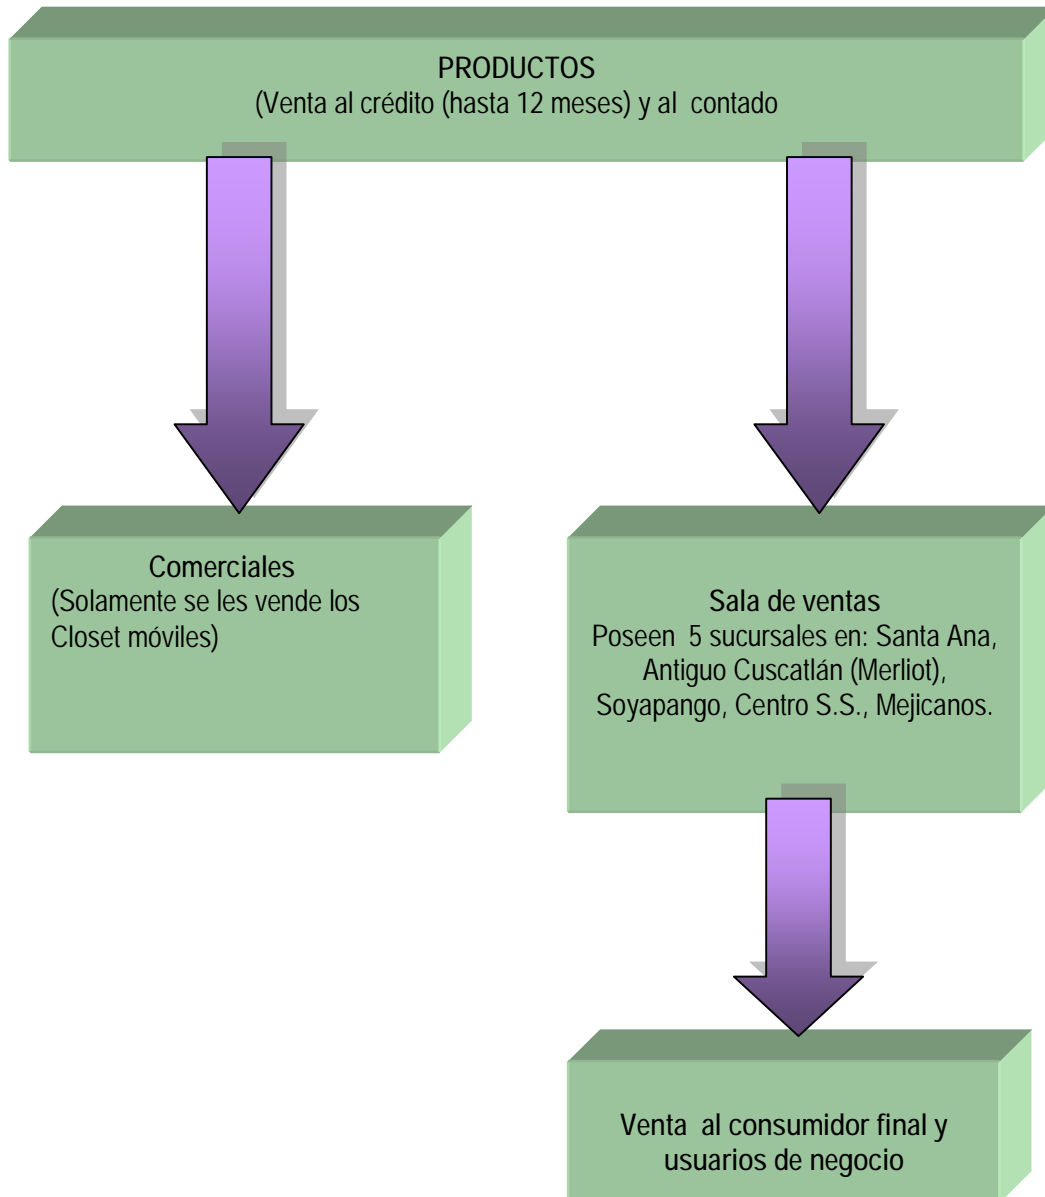 PRODUCTOS
(Venta al crédito (hasta 12 meses) y al contado
Comerciales
(Solamente se les vende los
Closet móviles)
Sala de ventas
Poseen 5 sucursales en: Santa Ana,
Antiguo Cuscatlán (Merliot),
Soyapango, Centro S.S., Mejicanos.
Venta al consumidor final y
usuarios de negocio